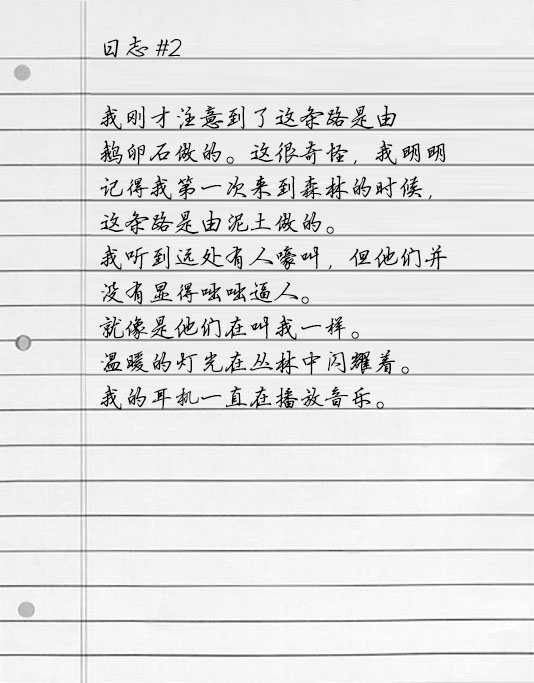 日志 #2
我刚才注意到了这条路是由
鹅卵石做的。这很奇怪，我明明
记得我第一次来到森林的时候，
这条路是由泥土做的。
我听到远处有人嚎叫，但他们并
没有显得咄咄逼人。
就像是他们在叫我一样。
温暖的灯光在丛林中闪耀着。
我的耳机一直在播放音乐。